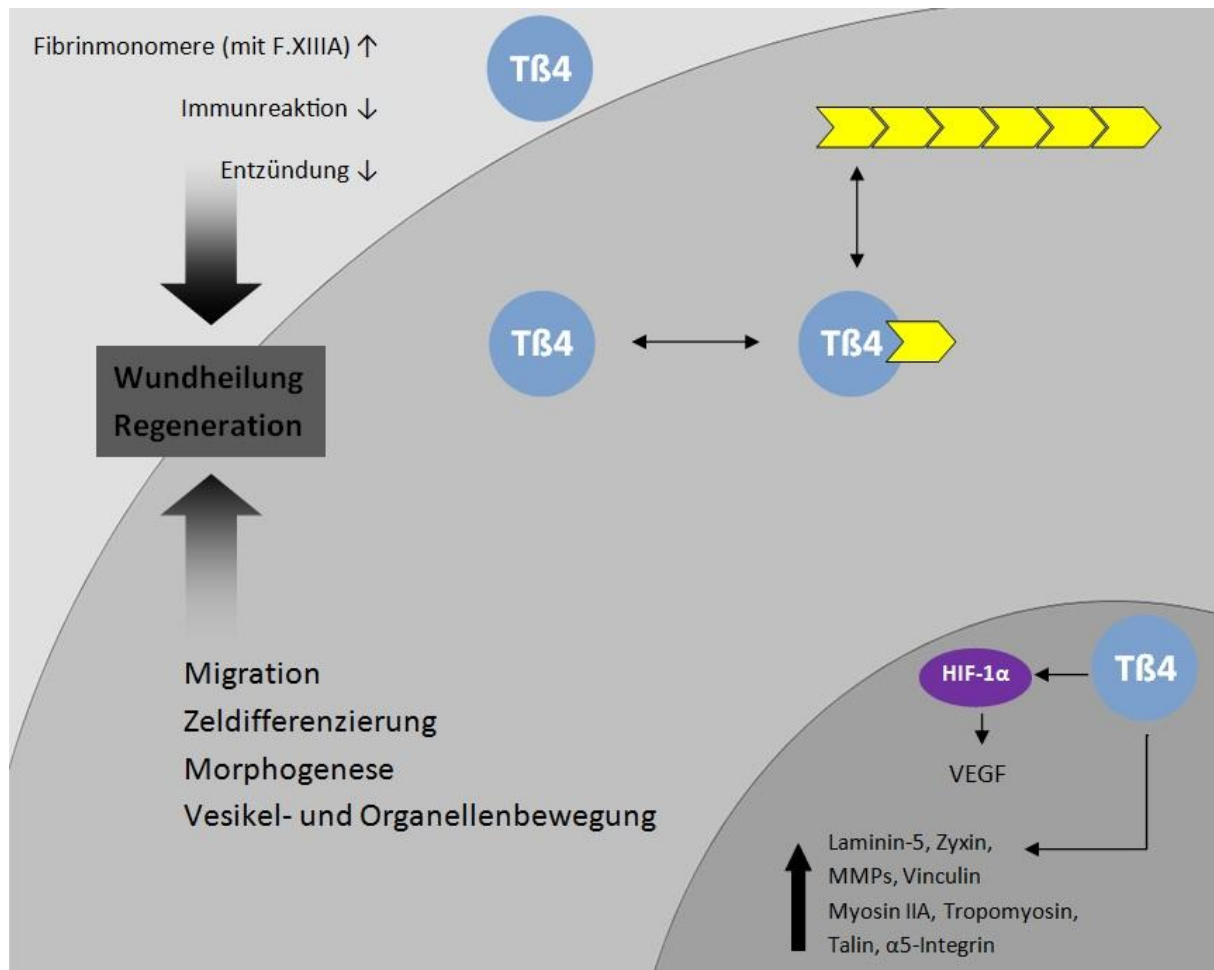 Fibrinmonomere (mit F.XIIIA) ↑
Immunreaktion ↓
Entzündung ↓
Tß4
Wundheilung
Regeneration
Tß4
Tß4
Migration
Zeldifferenzierung
Morphogenese
Vesikel- und Organellenbewegung
HIF-1α
Tß4
VEGF
Laminin-5, Zyxin,
MMPs, Vinculin
Myosin IIA, Tropomyosin,
Talin, α5-Integrin